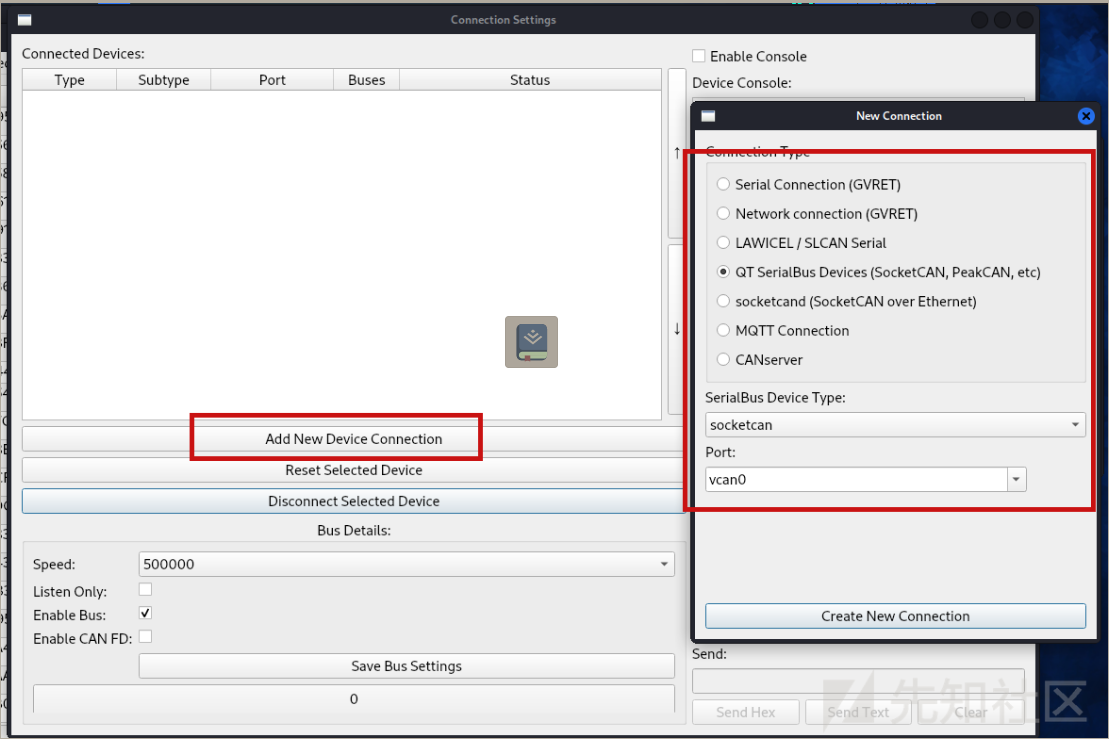 Connection Settings
Connected Devices:
Type Subtype Port Buses Status
Add New Device Connection
Reset Selected Device
Disconnect Selected Device
Bus Details:
Speed: 500000
Listen Only:
Enable Bus:
Enable CAN FD:
Save Bus Settings
0
Enable Console
Device Console:
New Connection
Connection Type
Serial Connection (GVRET)
Network connection (GVRET)
LAWICEL / SLCAN Serial
QT SerialBus Devices (SocketCAN, PeakCAN, etc)
socketcand (SocketCAN over Ethernet)
MQTT Connection
CANserver
SerialBus Device Type:
socketcan
Port:
vcan0
Create New Connection
Send:
Send Hex Send Text Clear
先知社区